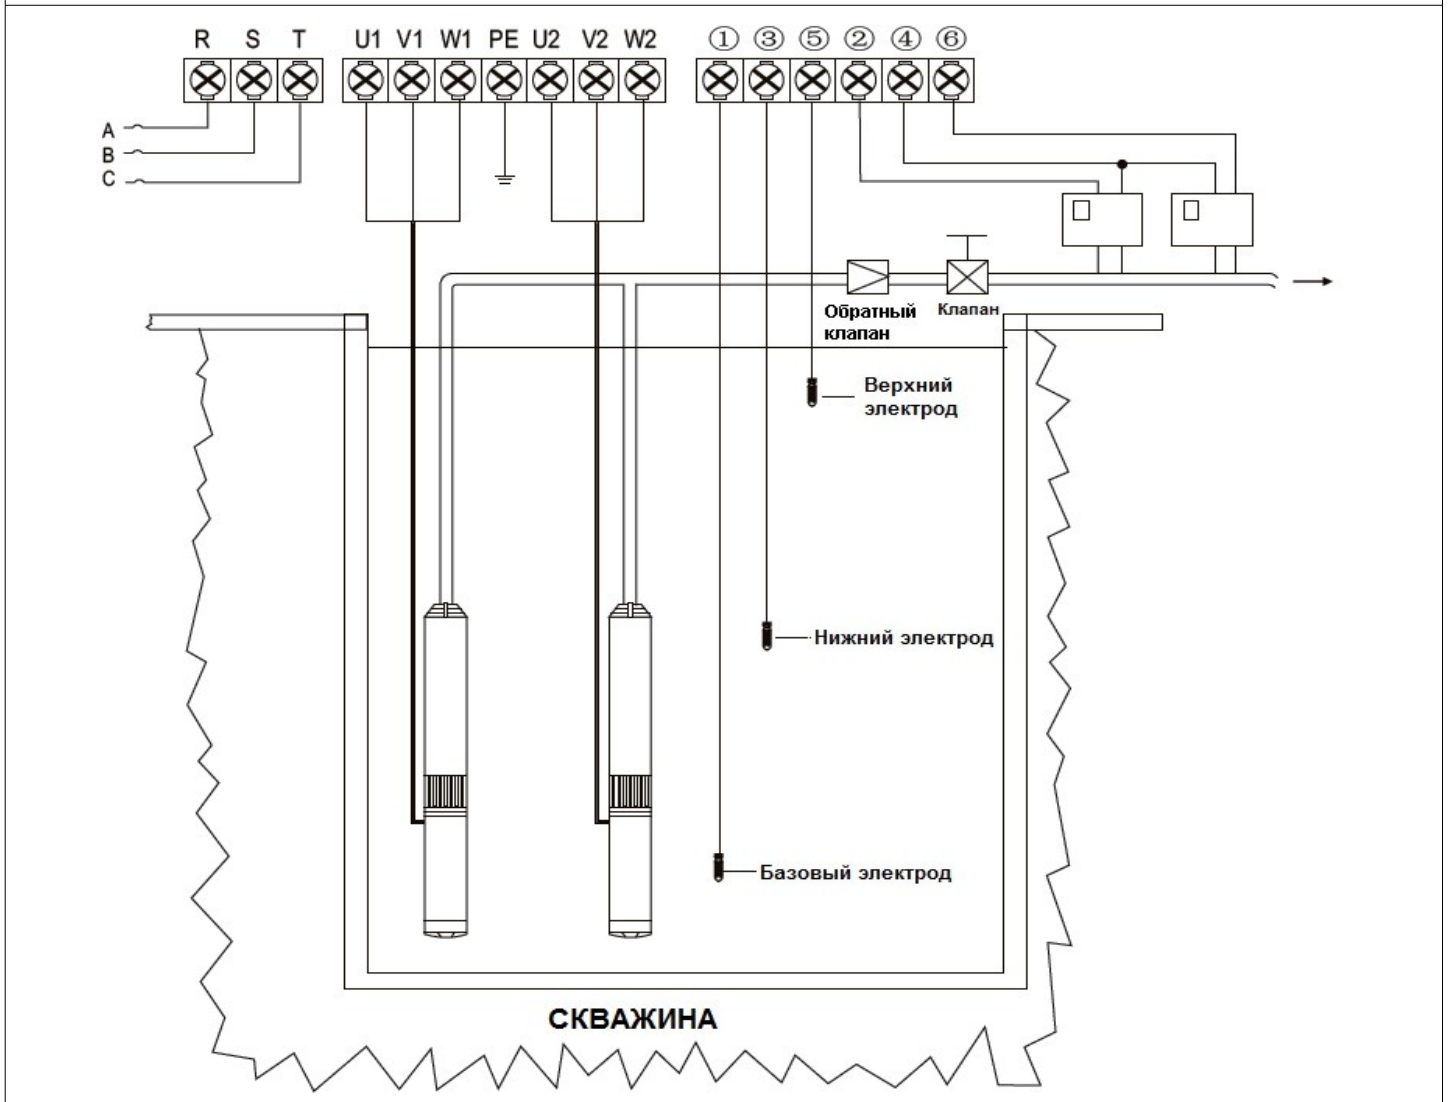 R S T U1 V1 W1 PE U2 V2 W2 ① ③ ⑤ ② ④ ⑥
A
B
C
Обратный
клапан
Клапан
Верхний
электрод
Нижний электрод
Базовый электрод
СКВАЖИНА